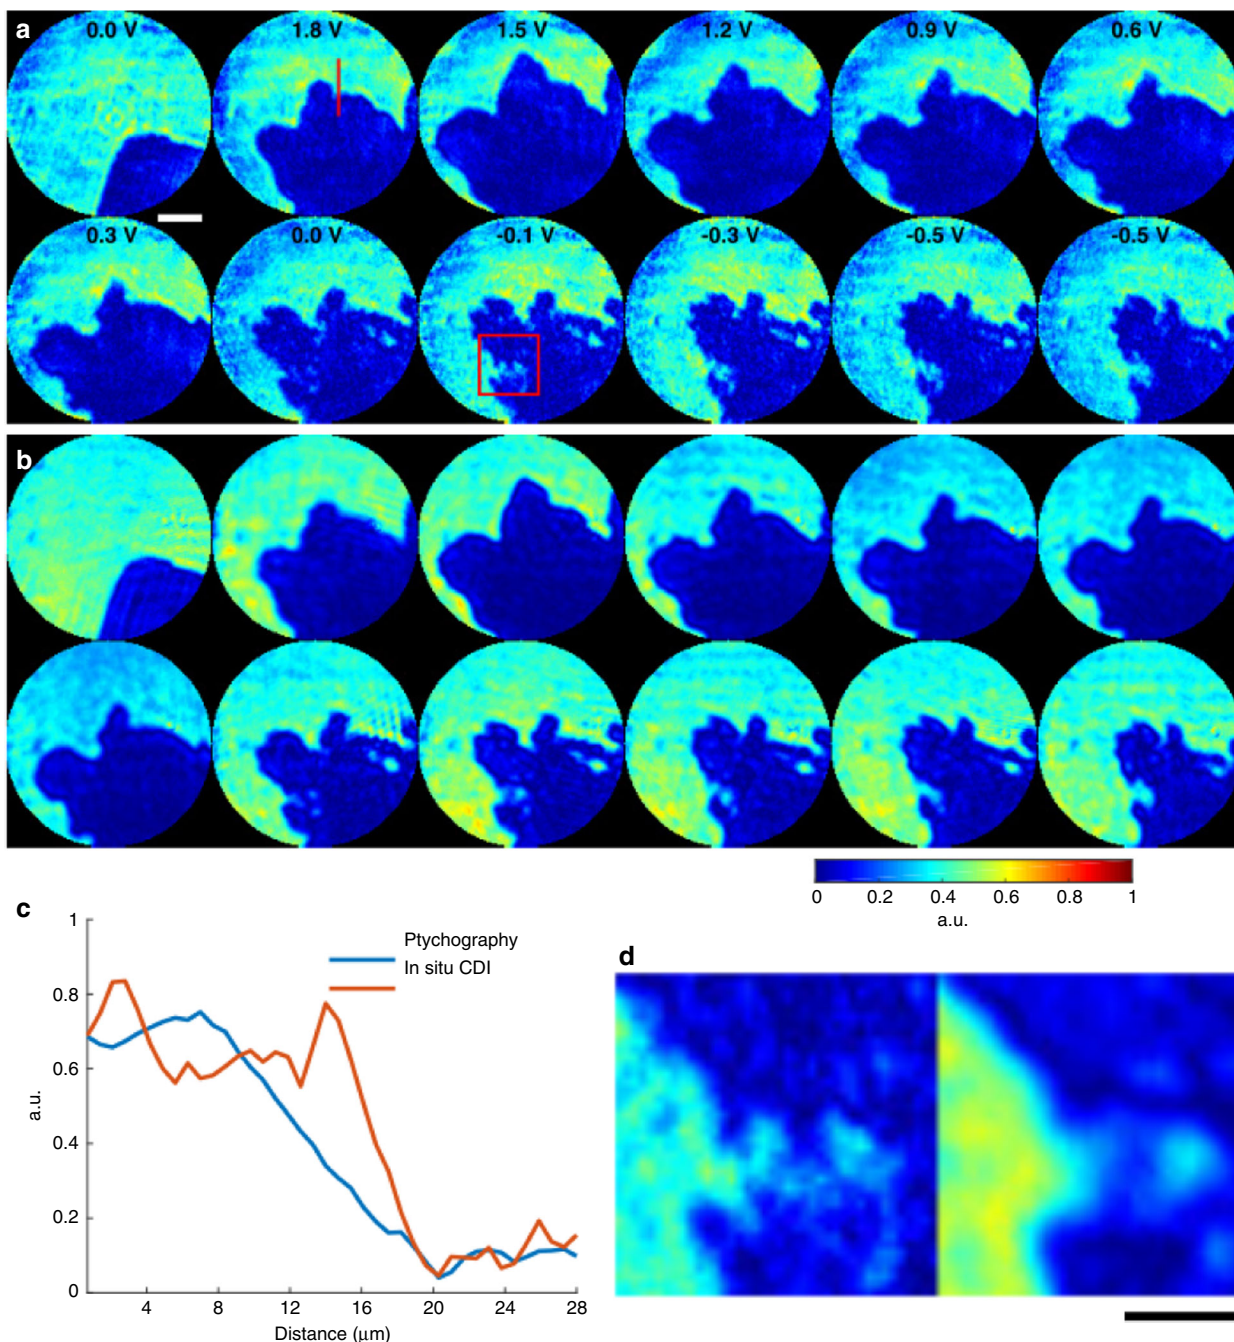 a
0.0 V 1.8 V 1.5 V 1.2 V 0.9 V 0.6 V
0.3 V 0.0 V -0.1 V -0.3 V -0.5 V -0.5 V
b
0 0.2 0.4 0.6 0.8 1
a.u.
c
1
0.8
0.6
0.4
0.2
0
a.u.
Ptychography
In situ CDI
4 8 12 16 20 24 28
Distance (μm)
d